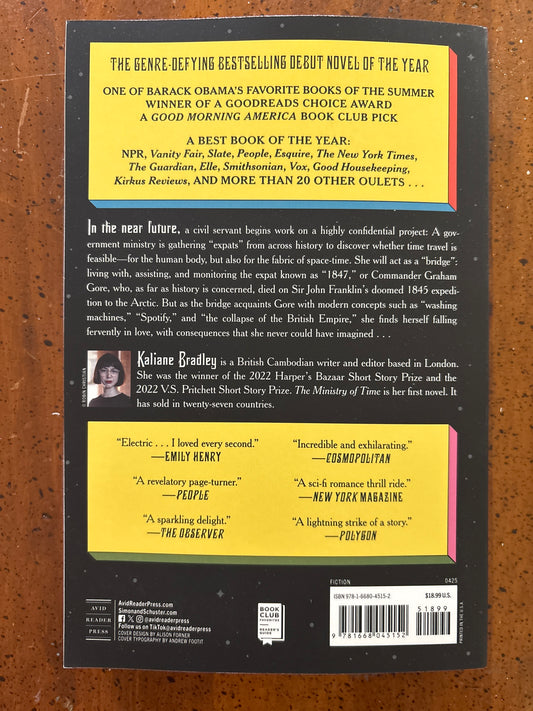 THE GENRE-DEFYING BESTSELLING DEBUT NOVEL OF THE YEAR
ONE OF BARACK OBAMA'S FAVORITE BOOKS OF THE SUMMER
WINNER OF A GOODREADS CHOICE AWARD
A GOOD MORNING AMERICA BOOK CLUB PICK
A BEST BOOK OF THE YEAR:
NPR, Vanity Fair, Slate, People, Esquire, The New York Times,
The Guardian, Elle, Smithsonian, Vox, Good Housekeeping,
Kirkus Reviews, AND MORE THAN 20 OTHER OULETS . . .
In the near future, a civil servant begins work on a highly confidential project: A gov-
ernment ministry is gathering "expats" from across history to discover whether time travel is
feasible—for the human body, but also for the fabric of space-time. She will act as a "bridge":
living with, assisting, and monitoring the expat known as "1847," or Commander Graham
Gore, who, as far as history is concerned, died on Sir John Franklin's doomed 1845 expedi-
tion to the Arctic. But as the bridge acquaints Gore with modern concepts such as "washing
machines," "Spotify," and "the collapse of the British Empire," she finds herself falling
fervently in love, with consequences that she never could have imagined . . .
Kaliane Bradley is a British Cambodian writer and editor based in London.
She was the winner of the 2022 Harper's Bazaar Short Story Prize and the
2022 V.S. Pritchett Short Story Prize. The Ministry of Time is her first novel. It
has sold in twenty-seven countries.
© ROBIN CHRISTIAN
"Electric . . . I loved every second."
—EMILY HENRY
"Incredible and exhilarating."
—COSMOPOLITAN
"A revelatory page-turner."
—PEOPLE
"A sci-fi romance thrill ride."
—NEW YORK MAGAZINE
"A sparkling delight."
—THE OBSERVER
"A lightning strike of a story."
—POLYGON
FICTION
0425
ISBN 978-1-6680-4515-2
$18.99 U.S.
51899
9 781668 045152
PRINTED IN THE U.S.A.
AVID
READER
PRESS
AvidReaderPress.com
SimonandSchuster.com
@avidreaderpress
Follow us on TikTok @avidreaderpress
COVER DESIGN BY ALISON FORNER
COVER TYPOGRAPHY BY ANDREW FOOTIT
BOOK
CLUB
FAVORITES
READER'S
GUIDE